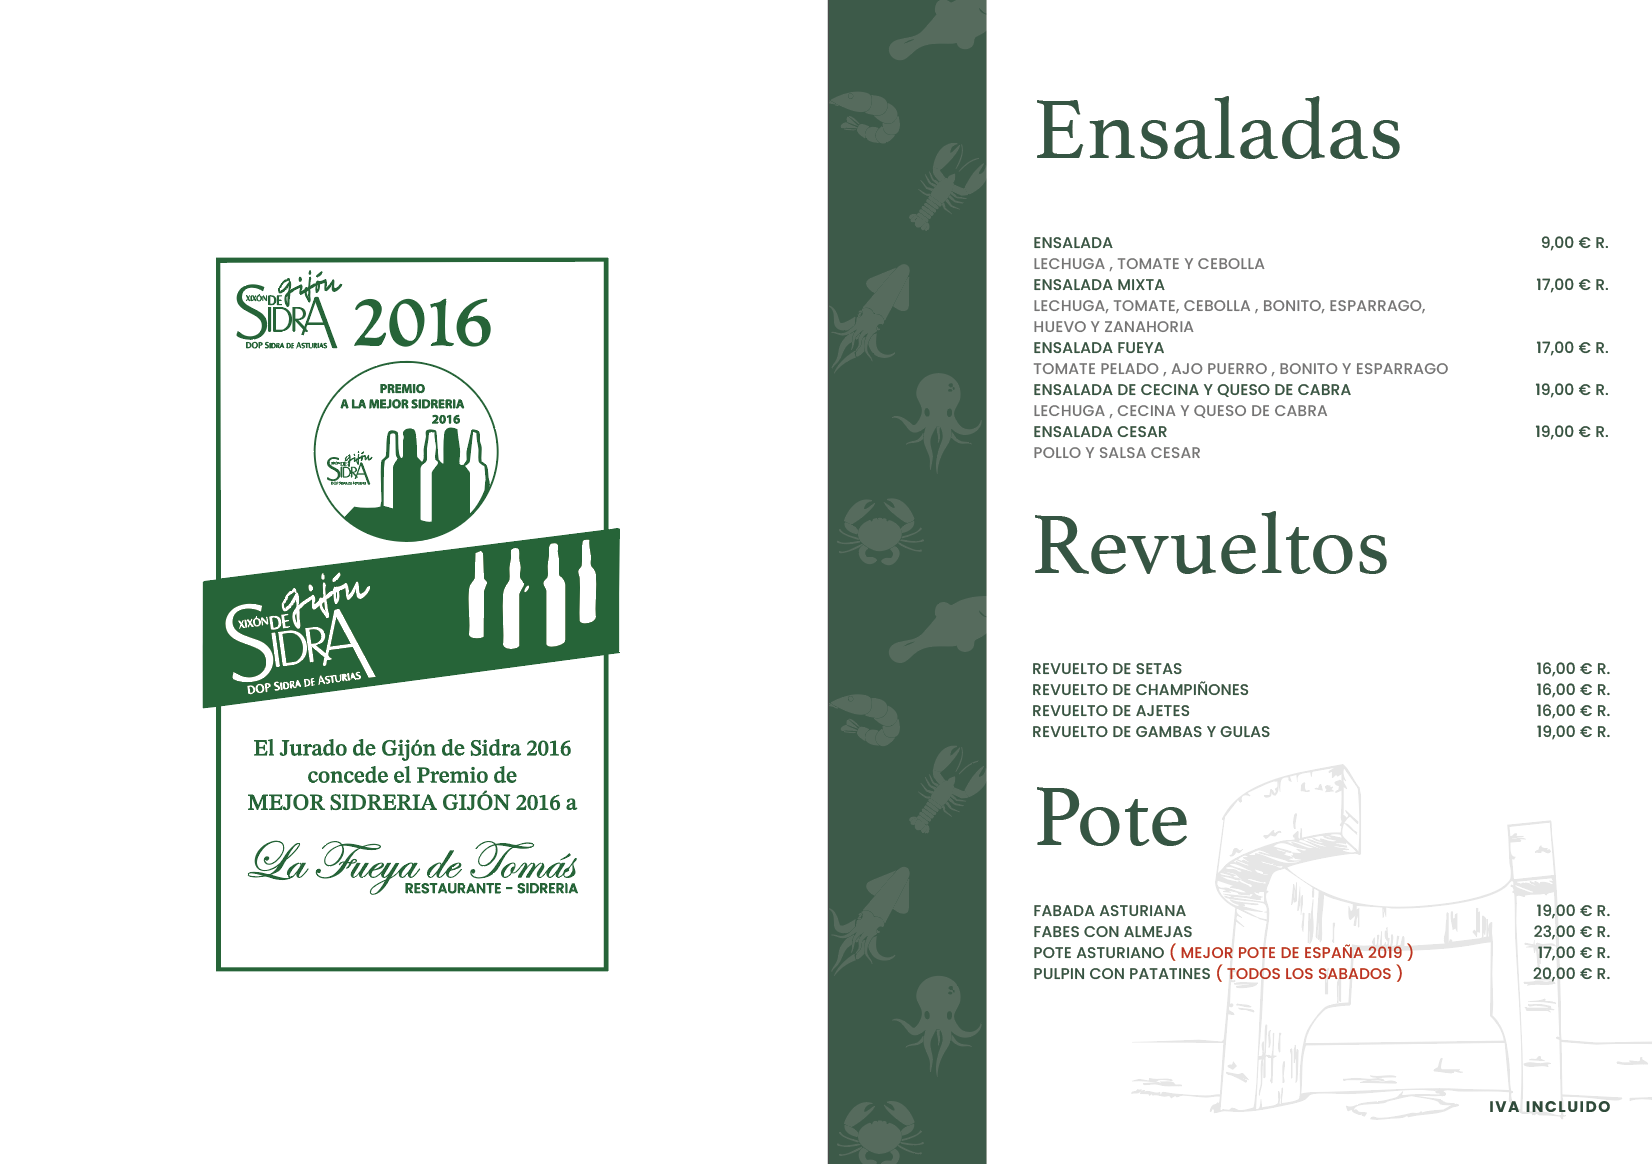 gijón
XIXÓN DE
SIDRA
DOP SIDRA DE ASTURIAS
2016
PREMIO
A LA MEJOR SIDRERIA
2016
gijón
XIXÓN DE
SIDRA
DOP SIDRA DE ASTURIAS
gijón
XIXÓN DE
SIDRA
DOP SIDRA DE ASTURIAS
El Jurado de Gijón de Sidra 2016
concede el Premio de
MEJOR SIDRERIA GIJÓN 2016 a
La Fueya de Tomás
RESTAURANTE - SIDRERIA
Ensaladas
ENSALADA 9,00 € R.
LECHUGA , TOMATE Y CEBOLLA
ENSALADA MIXTA 17,00 € R.
LECHUGA, TOMATE, CEBOLLA , BONITO, ESPARRAGO,
HUEVO Y ZANAHORIA
ENSALADA FUEYA 17,00 € R.
TOMATE PELADO , AJO PUERRO , BONITO Y ESPARRAGO
ENSALADA DE CECINA Y QUESO DE CABRA 19,00 € R.
LECHUGA , CECINA Y QUESO DE CABRA
ENSALADA CESAR 19,00 € R.
POLLO Y SALSA CESAR
Revueltos
REVUELTO DE SETAS 16,00 € R.
REVUELTO DE CHAMPIÑONES 16,00 € R.
REVUELTO DE AJETES 16,00 € R.
REVUELTO DE GAMBAS Y GULAS 19,00 € R.
Pote
FABADA ASTURIANA 19,00 € R.
FABES CON ALMEJAS 23,00 € R.
POTE ASTURIANO ( MEJOR POTE DE ESPAÑA 2019 ) 17,00 € R.
PULPIN CON PATATINES ( TODOS LOS SABADOS ) 20,00 € R.
IVA INCLUIDO